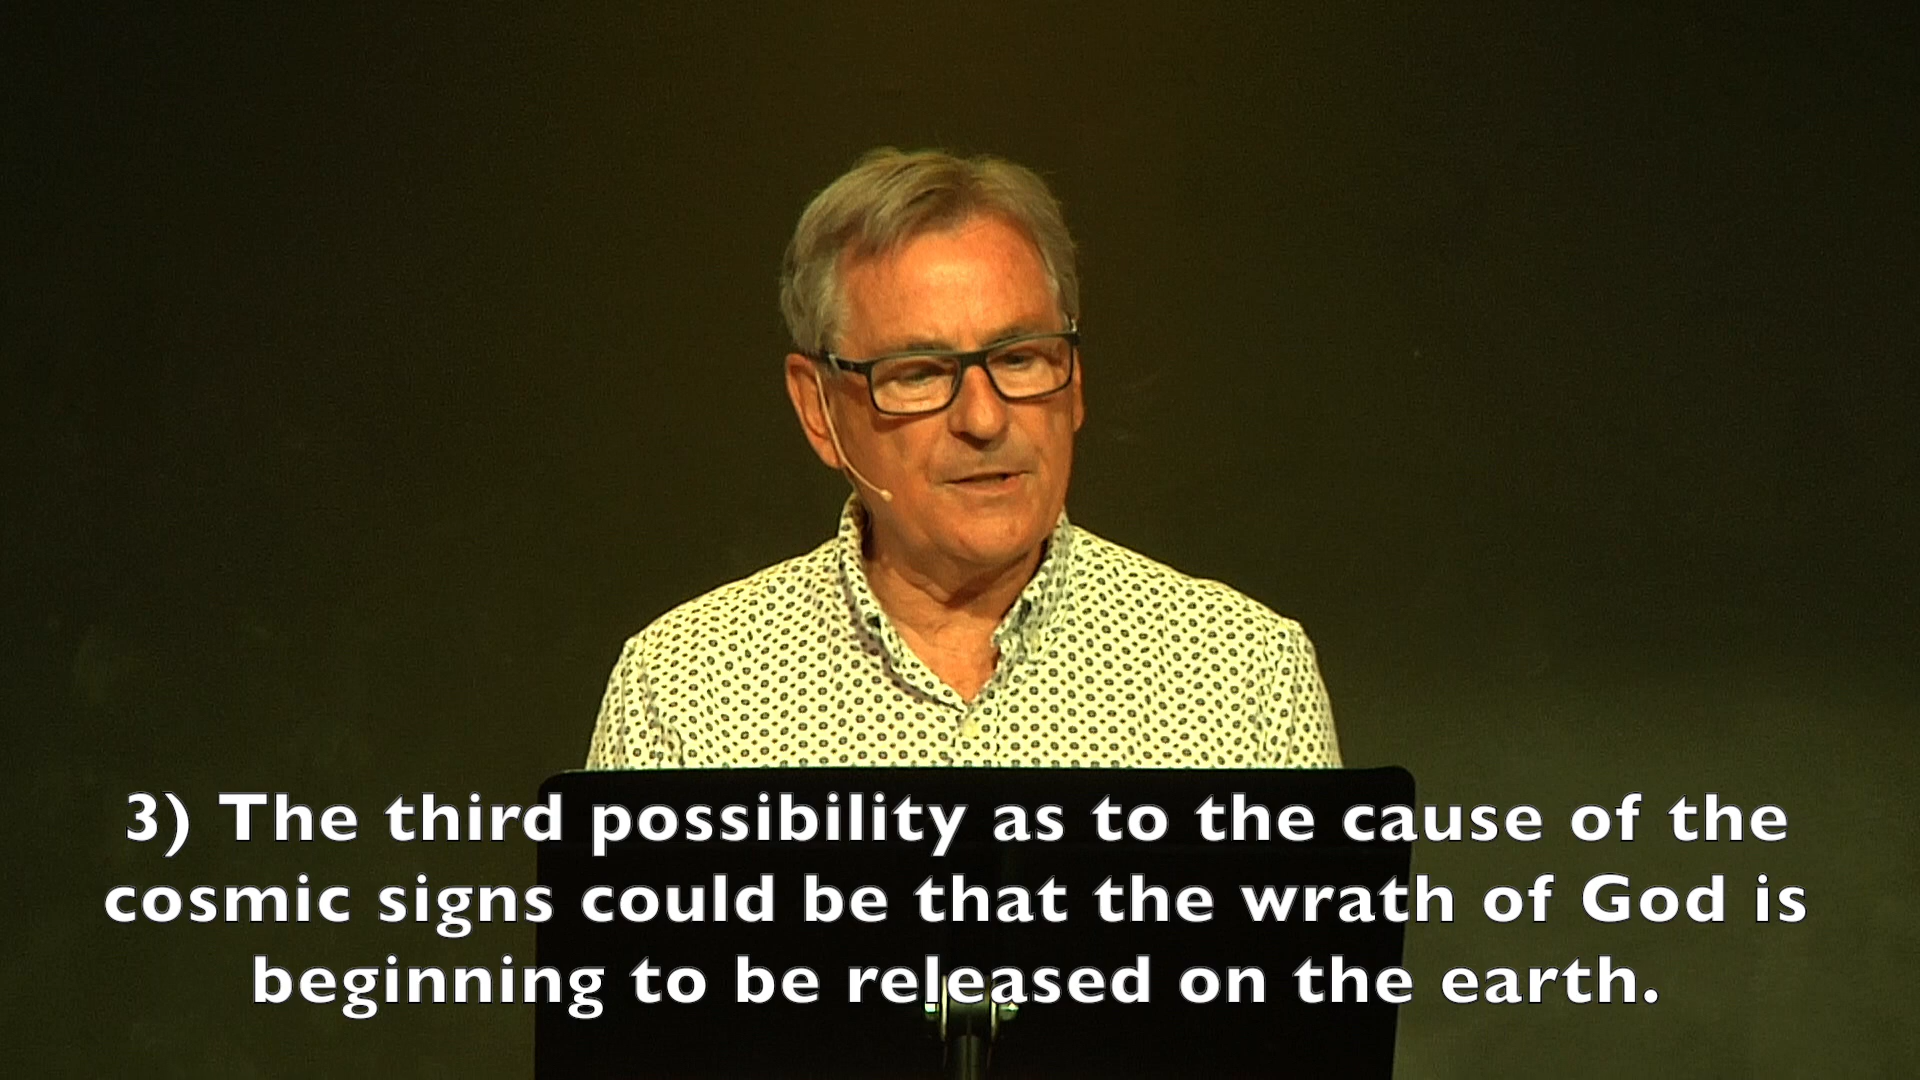 3) The third possibility as to the cause of the
cosmic signs could be that the wrath of God is
beginning to be released on the earth.